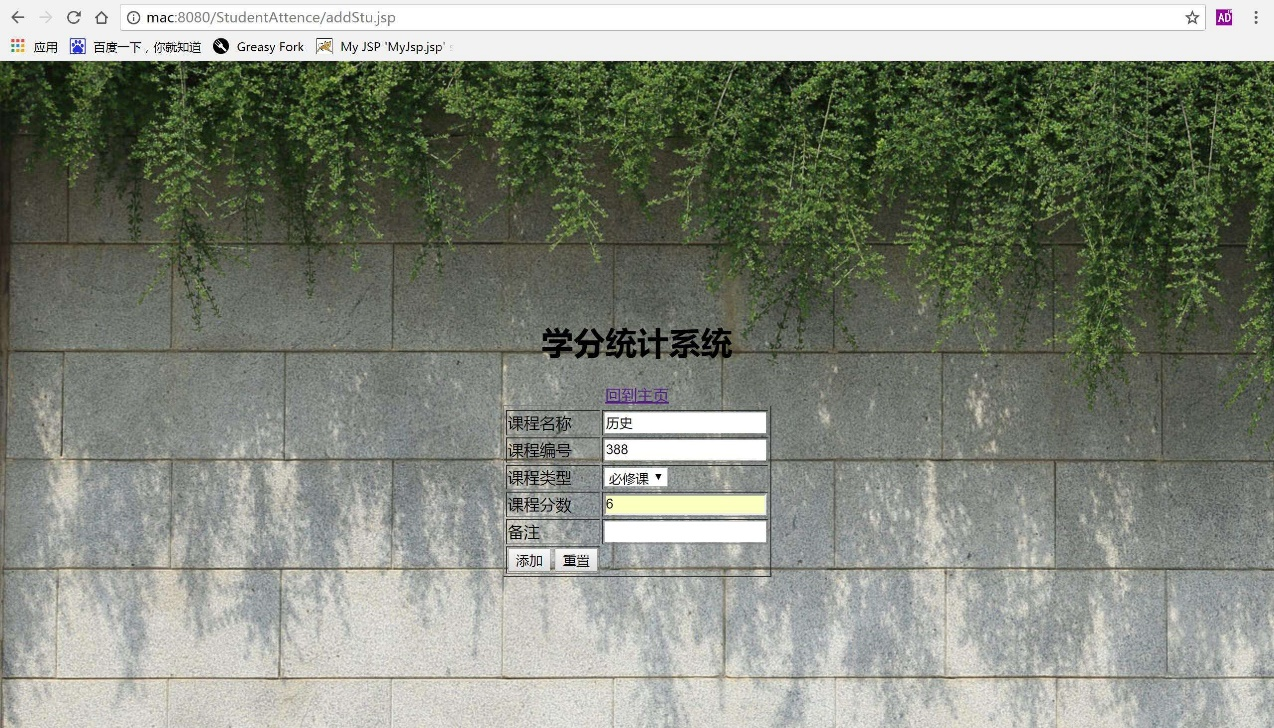 mac:8080/StudentAttence/addStu.jsp
AD
应用 百度一下，你就知道 Greasy Fork My JSP 'MyJsp.jsp' s
学分统计系统
回到主页
课程名称 历史
课程编号 388
课程类型 必修课
课程分数 6
备注
添加 重置